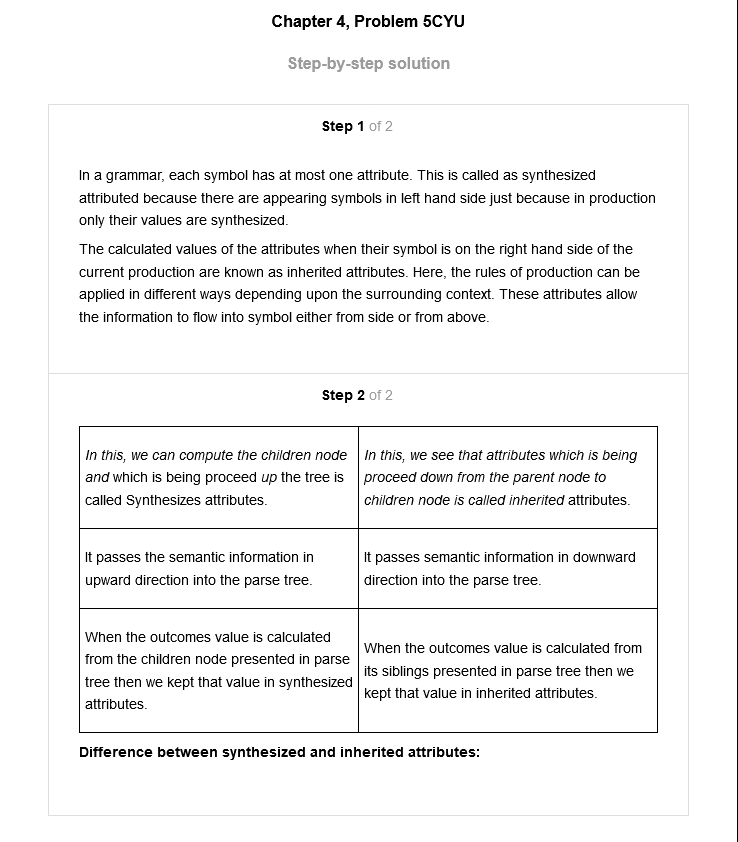 Chapter 4, Problem 5CYU
Step-by-step solution
Step 1 of 2
In a grammar, each symbol has at most one attribute. This is called as synthesized
attributed because there are appearing symbols in left hand side just because in production
only their values are synthesized.
The calculated values of the attributes when their symbol is on the right hand side of the
current production are known as inherited attributes. Here, the rules of production can be
applied in different ways depending upon the surrounding context. These attributes allow
the information to flow into symbol either from side or from above.
Step 2 of 2
In this, we can compute the children node
and which is being proceed up the tree is
called Synthesizes attributes.
In this, we see that attributes which is being
proceed down from the parent node to
children node is called inherited attributes.
It passes the semantic information in
upward direction into the parse tree.
It passes semantic information in downward
direction into the parse tree.
When the outcomes value is calculated
from the children node presented in parse
tree then we kept that value in synthesized
attributes.
When the outcomes value is calculated from
its siblings presented in parse tree then we
kept that value in inherited attributes.
Difference between synthesized and inherited attributes: